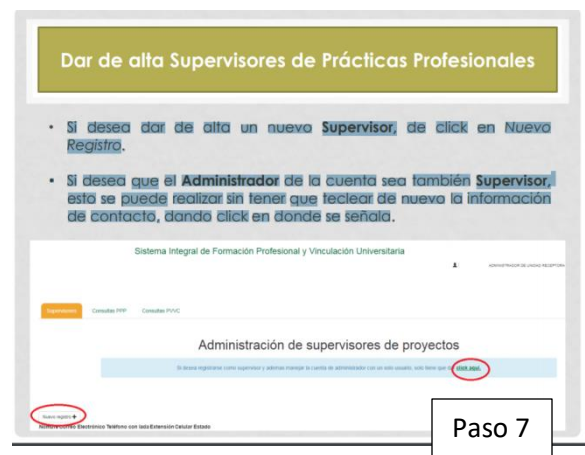 Dar de alta Supervisores de Prácticas Profesionales
• Si desea dar de alta un nuevo Supervisor, de click en Nuevo
Registro.
• Si desea que el Administrador de la cuenta sea también Supervisor,
esto se puede realizar sin tener que teclear de nuevo la información
de contacto, dando click en donde se señala.
Sistema Integral de Formación Profesional y Vinculación Universitaria
ADMINISTRADOR DE UNIDAD RECEPTORA
Supervisores Consultas PPP Consultas PVVC
Administración de supervisores de proyectos
Si desea registrarse como supervisor y ademas manejar la cuenta de administrador con un solo usuario, solo tiene que dar click aquí.
Nuevo registro +
Nombre Correo Electrónico Teléfono con lada Extensión Celular Estado
Paso 7